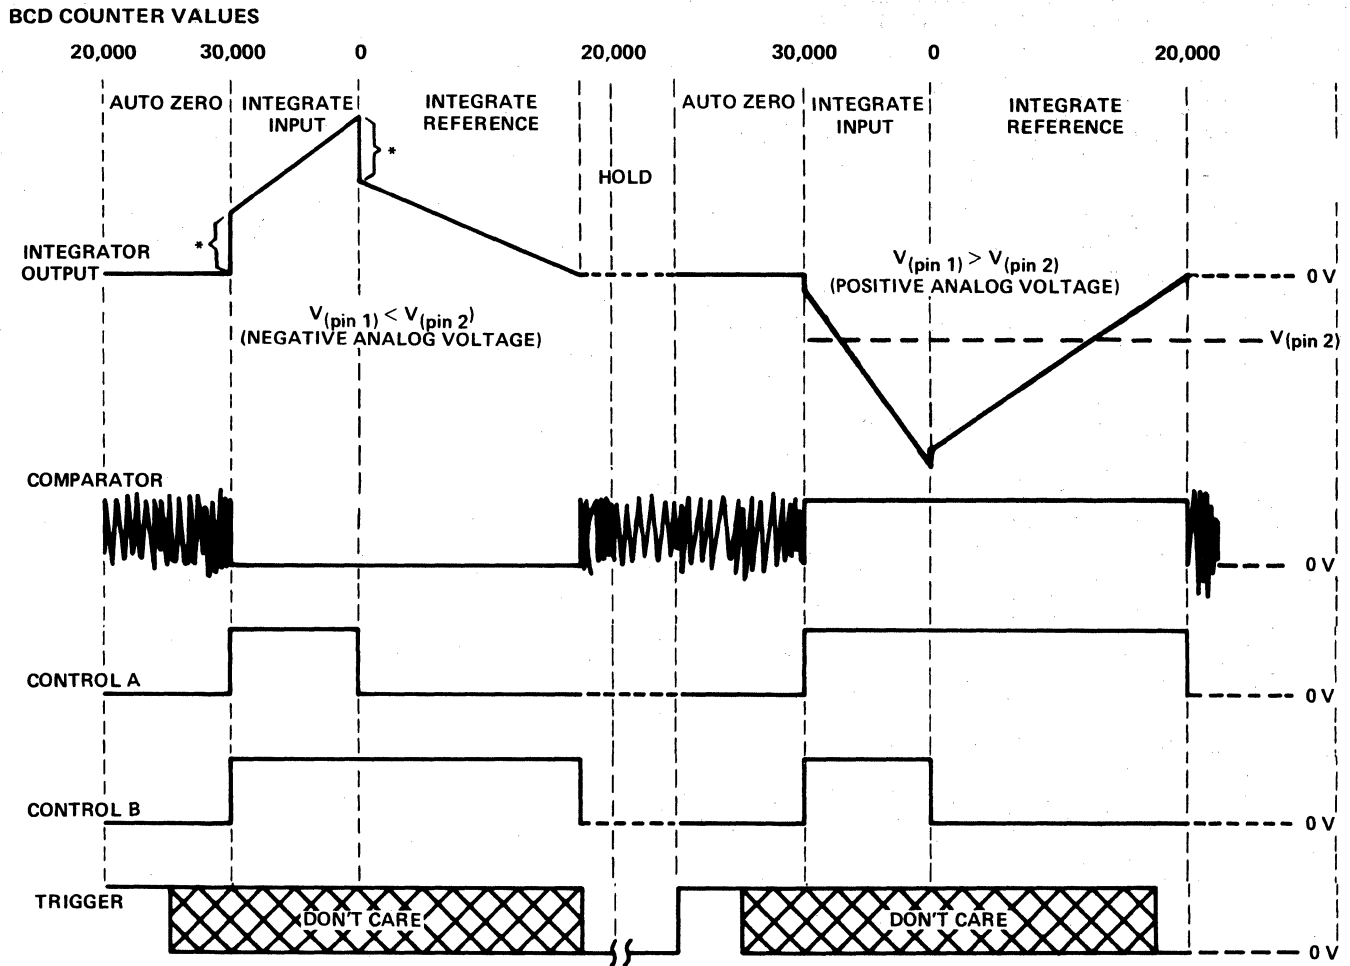 BCD COUNTER VALUES
20,000 30,000 0 20,000 30,000 0 20,000
AUTO ZERO
INTEGRATE
INPUT
INTEGRATE
REFERENCE
HOLD
AUTO ZERO
INTEGRATE
INPUT
INTEGRATE
REFERENCE
*
*
INTEGRATOR
OUTPUT
V(pin 1) < V(pin 2)
(NEGATIVE ANALOG VOLTAGE)
V(pin 1) > V(pin 2)
(POSITIVE ANALOG VOLTAGE)
0 V
V(pin 2)
COMPARATOR
0 V
CONTROL A
0 V
CONTROL B
0 V
TRIGGER
DON'T CARE
DON'T CARE
0 V